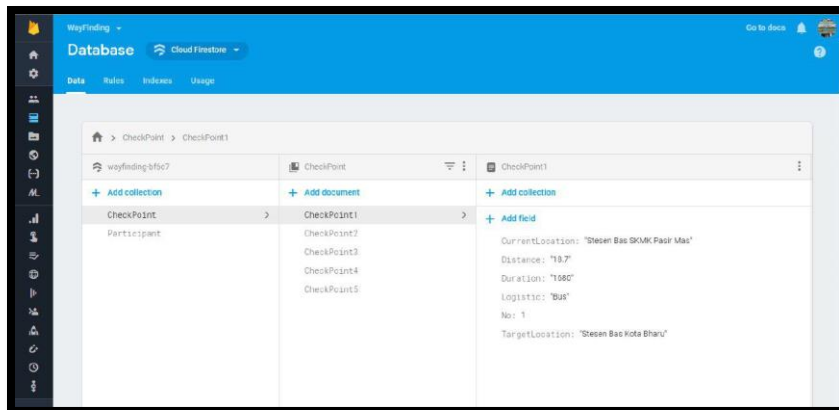 WayFinding
Go to docs
Database
Cloud Firestore
Data Rules Indexes Usage
CheckPoint > CheckPoint1
wayfinding-bf5c7
CheckPoint
CheckPoint1
+ Add collection
+ Add document
+ Add collection
CheckPoint >
CheckPoint1 >
+ Add field
Participant
CheckPoint2
CheckPoint3
CheckPoint4
CheckPoint5
CurrentLocation: "Stesen Bas SKMK Pasir Mas"
Distance: "18.7"
Duration: "1680"
Logistic: "Bus"
No: 1
TargetLocation: "Stesen Bas Kota Bharu"